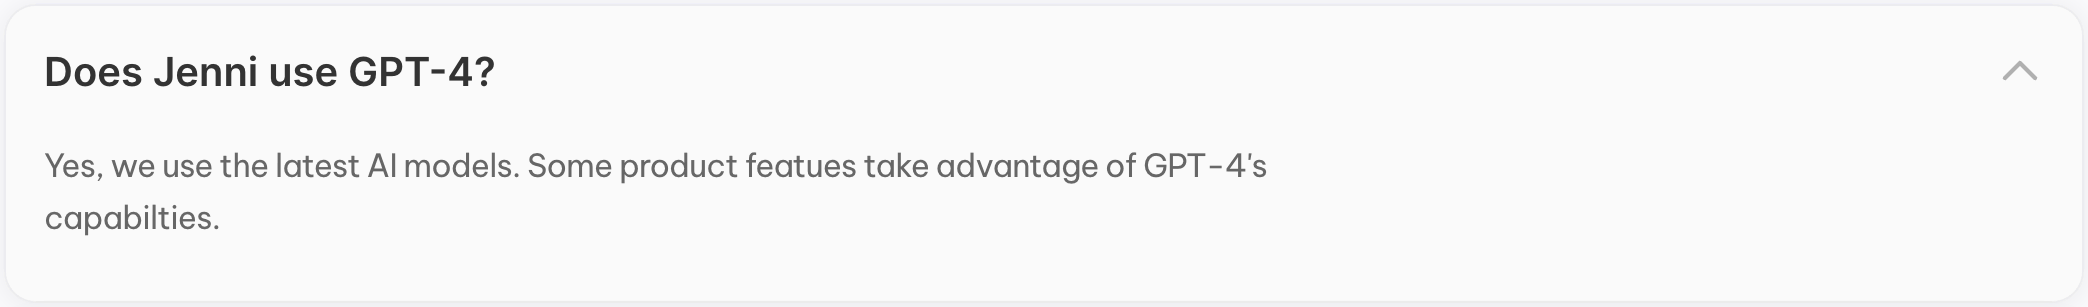 Does Jenni use GPT-4?
Yes, we use the latest AI models. Some product featues take advantage of GPT-4's
capabilties.